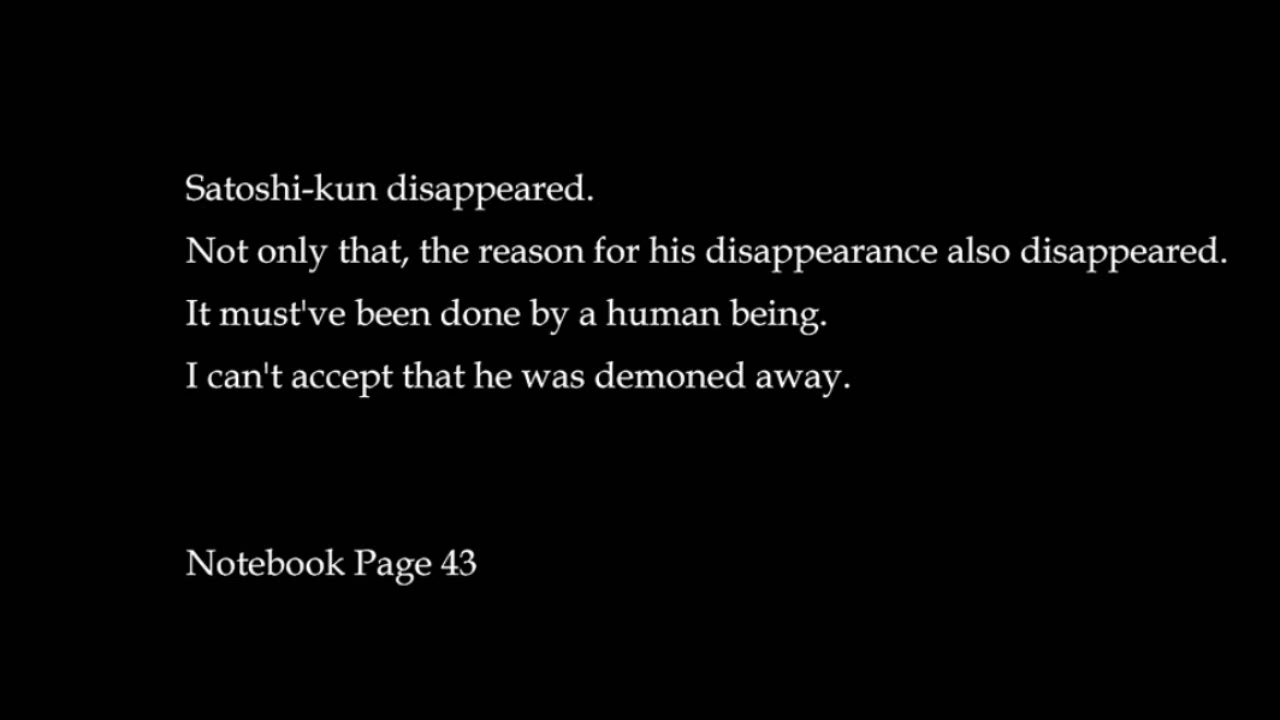 Satoshi-kun disappeared.
Not only that, the reason for his disappearance also disappeared.
It must've been done by a human being.
I can't accept that he was demoned away.
Notebook Page 43